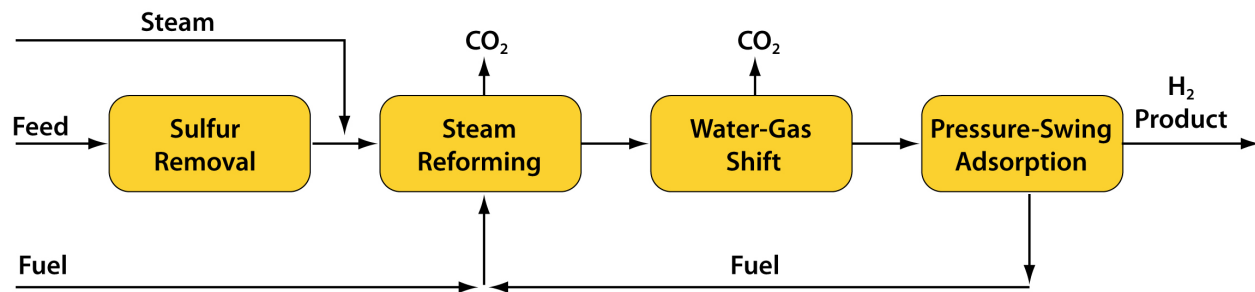 Steam
CO₂
CO₂
H₂
Product
Feed
Sulfur
Removal
Steam
Reforming
Water-Gas
Shift
Pressure-Swing
Adsorption
Fuel
Fuel